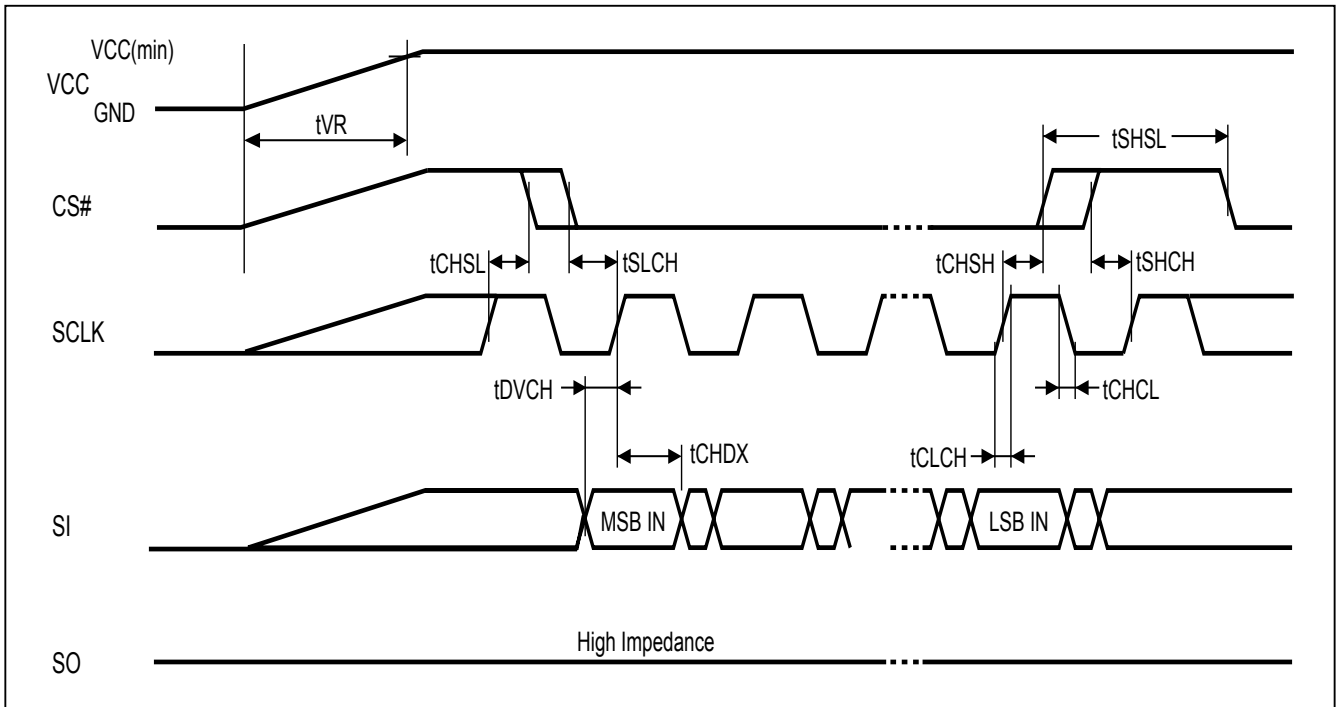 VCC(min)
VCC
GND
tVR
tSHSL
CS#
tCHSL
tSLCH
tCHSH
tSHCH
SCLK
tDVCH
tCHCL
tCHDX
tCLCH
SI
MSB IN
LSB IN
High Impedance
SO